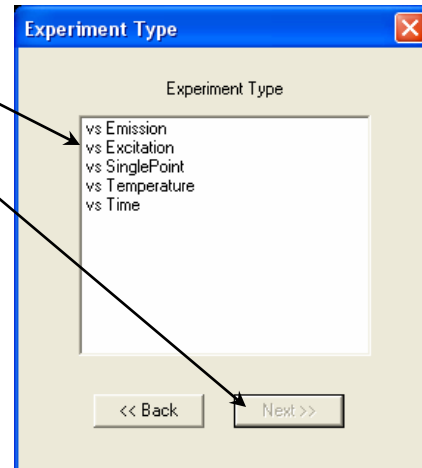 Experiment Type
Experiment Type
vs Emission
vs Excitation
vs SinglePoint
vs Temperature
vs Time
<< Back
Next >>